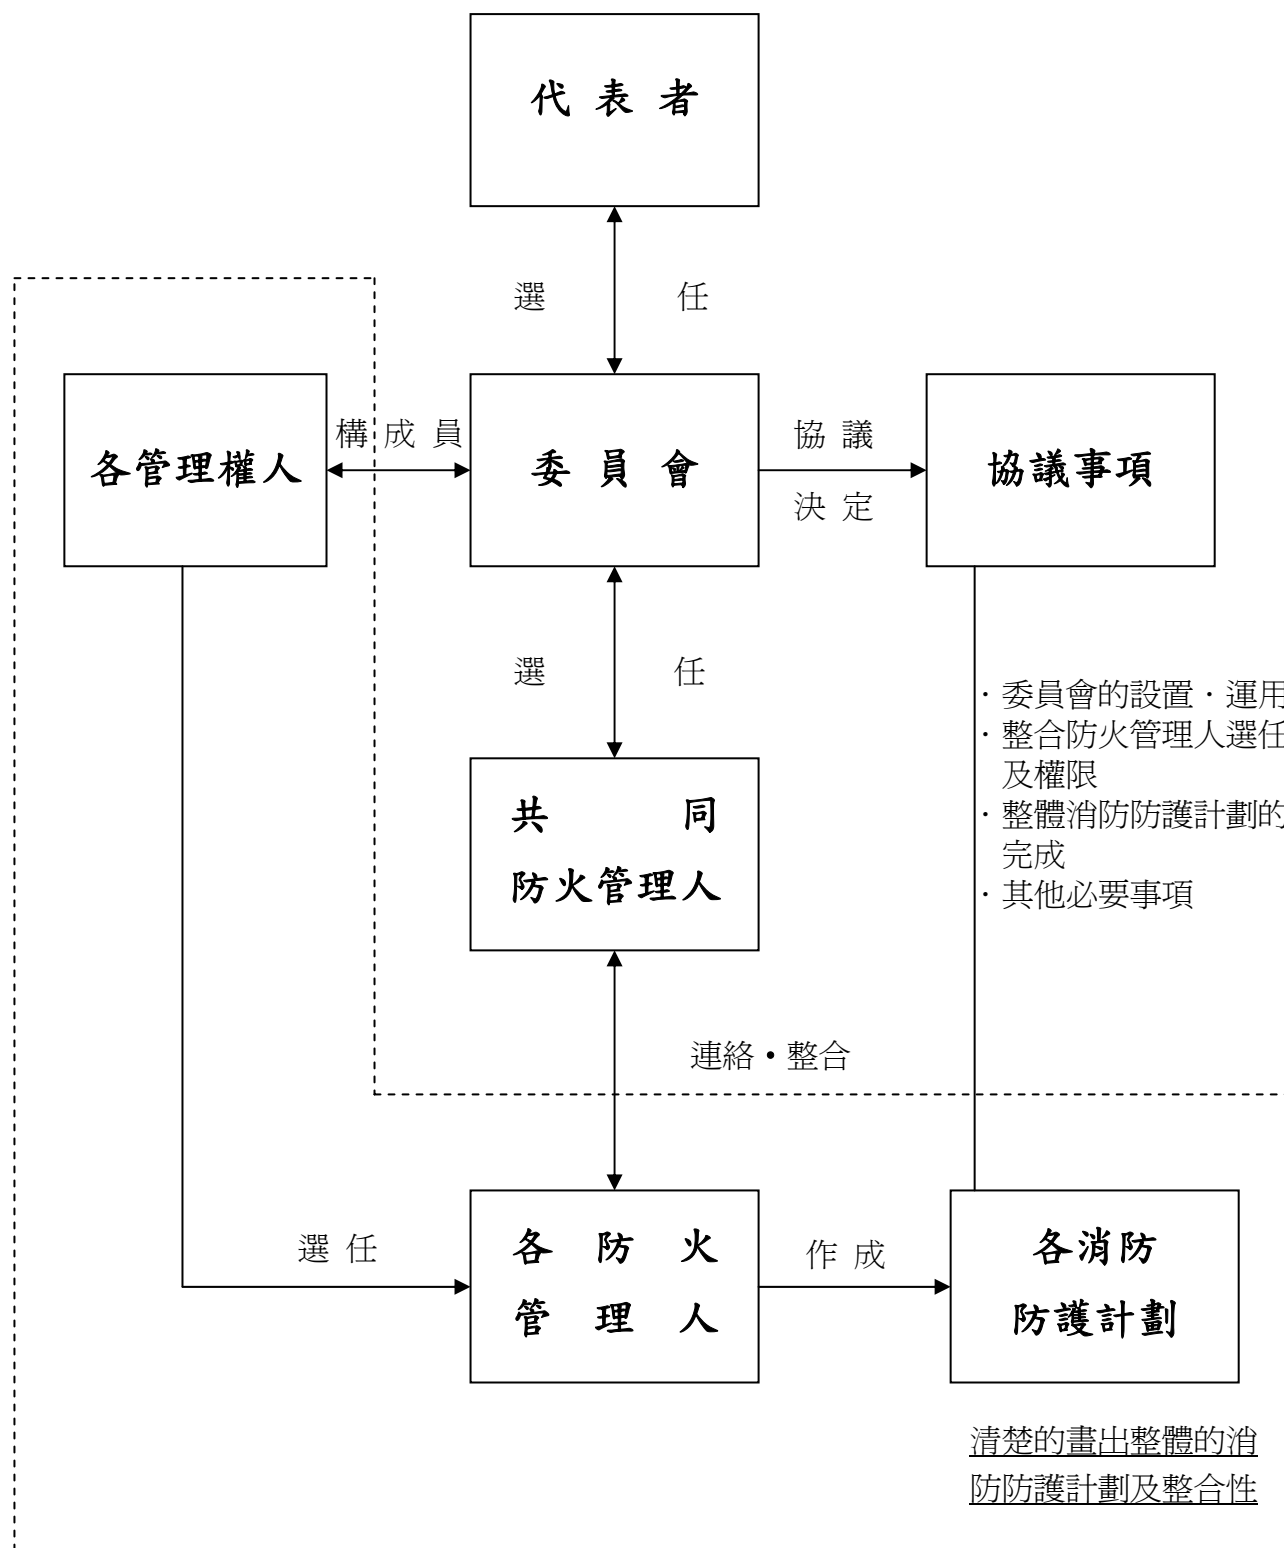 代 表 者
選 任
構 成 員
協 議
各管理權人
委 員 會
協議事項
決 定
選 任
．委員會的設置．運用
．整合防火管理人選任
及權限
．整體消防防護計劃的
完成
．其他必要事項
共 同
防火管理人
連絡・整合
選 任
各 防 火
管 理 人
作 成
各消防
防護計劃
清楚的畫出整體的消
防防護計劃及整合性